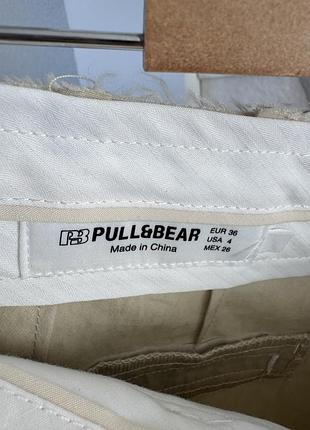 PB PULL&BEAR
Made in China
EUR 36
USA 4
MEX 26